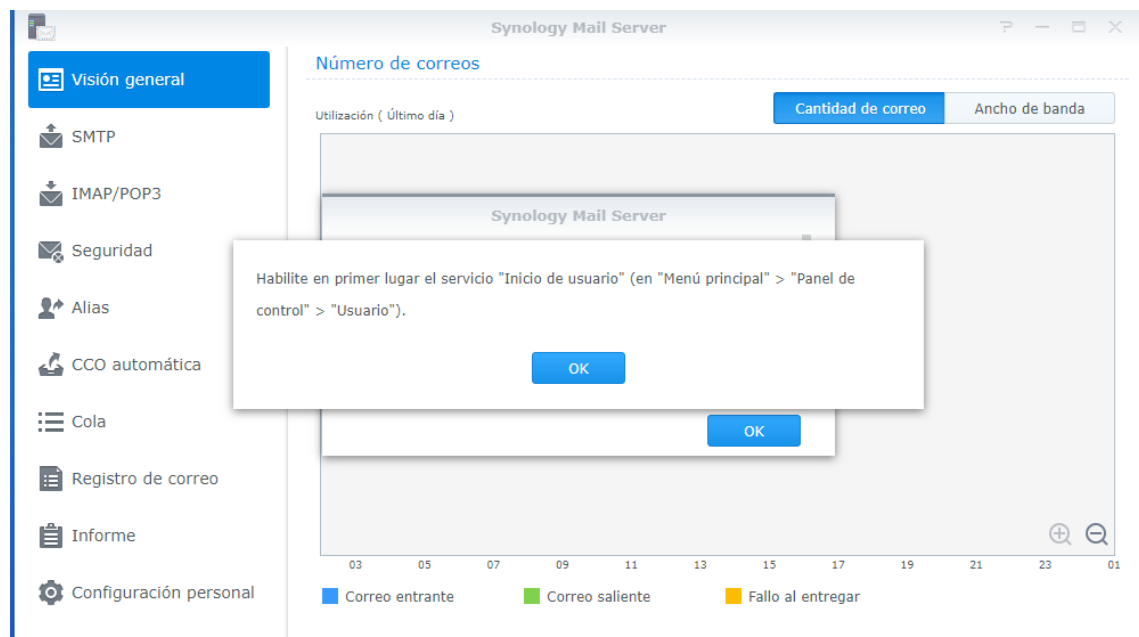 Synology Mail Server
Visión general
SMTP
IMAP/POP3
Seguridad
Alias
CCO automática
Cola
Registro de correo
Informe
Configuración personal
Número de correos
Utilización ( Último día )
Cantidad de correo
Ancho de banda
Synology Mail Server
Habilite en primer lugar el servicio "Inicio de usuario" (en "Menú principal" > "Panel de
control" > "Usuario").
OK
OK
03 05 07 09 11 13 15 17 19 21 23 01
Correo entrante
Correo saliente
Fallo al entregar